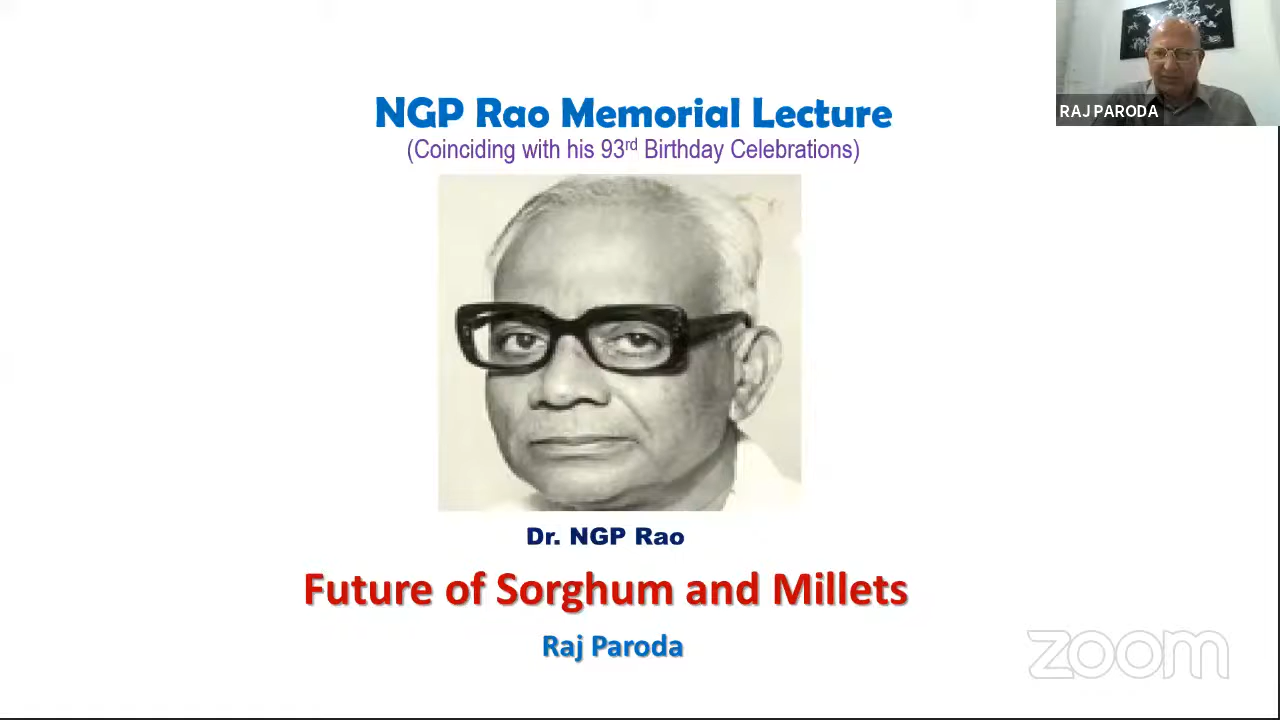 RAJ PARODA
NGP Rao Memorial Lecture
(Coinciding with his 93rd Birthday Celebrations)
Dr. NGP Rao
Future of Sorghum and Millets
Raj Paroda
zoom